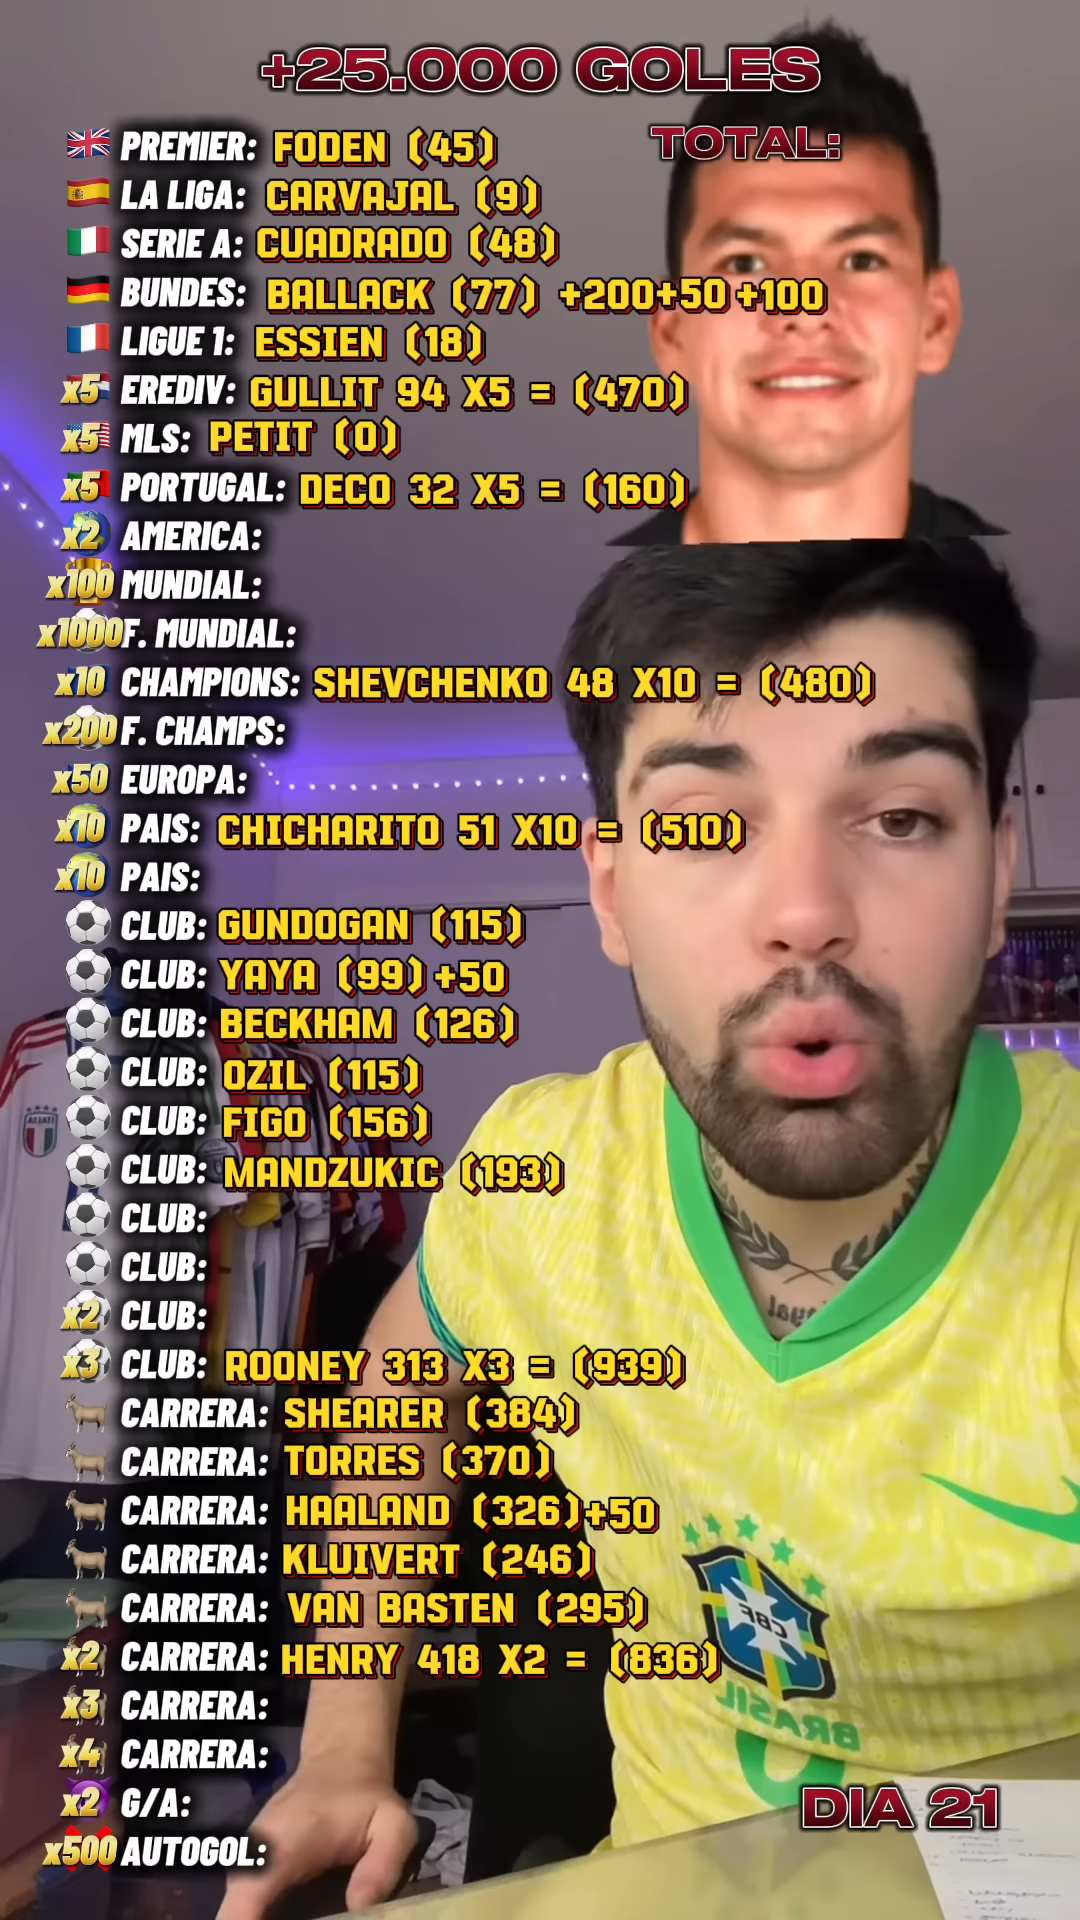 +25.000 GOLES
TOTAL:
PREMIER: FODEN (45)
LA LIGA: CARVAJAL (9)
SERIE A: CUADRADO (48)
BUNDES: BALLACK (77) +200+50+100
LIGUE 1: ESSIEN (18)
x5 EREDIV: GULLIT 94 X5 = (470)
x5 MLS: PETIT (0)
x5 PORTUGAL: DECO 32 X5 = (160)
x2 AMERICA:
x100 MUNDIAL:
x1000 F. MUNDIAL:
x10 CHAMPIONS: SHEVCHENKO 48 X10 = (480)
x200 F. CHAMPS:
x50 EUROPA:
x10 PAIS: CHICHARITO 51 X10 = (510)
x10 PAIS:
CLUB: GUNDOGAN (115)
CLUB: YAYA (99) +50
CLUB: BECKHAM (126)
CLUB: OZIL (115)
CLUB: FIGO (156)
CLUB: MANDZUKIC (193)
CLUB:
CLUB:
x2 CLUB:
x3 CLUB: ROONEY 313 X3 = (939)
CARRERA: SHEARER (384)
CARRERA: TORRES (370)
CARRERA: HAALAND (326)+50
CARRERA: KLUIVERT (246)
CARRERA: VAN BASTEN (295)
x2 CARRERA: HENRY 418 X2 = (836)
x3 CARRERA:
x4 CARRERA:
x2 G/A:
x500 AUTOGOL:
DIA 21
ITALIA
CBF
BRASIL